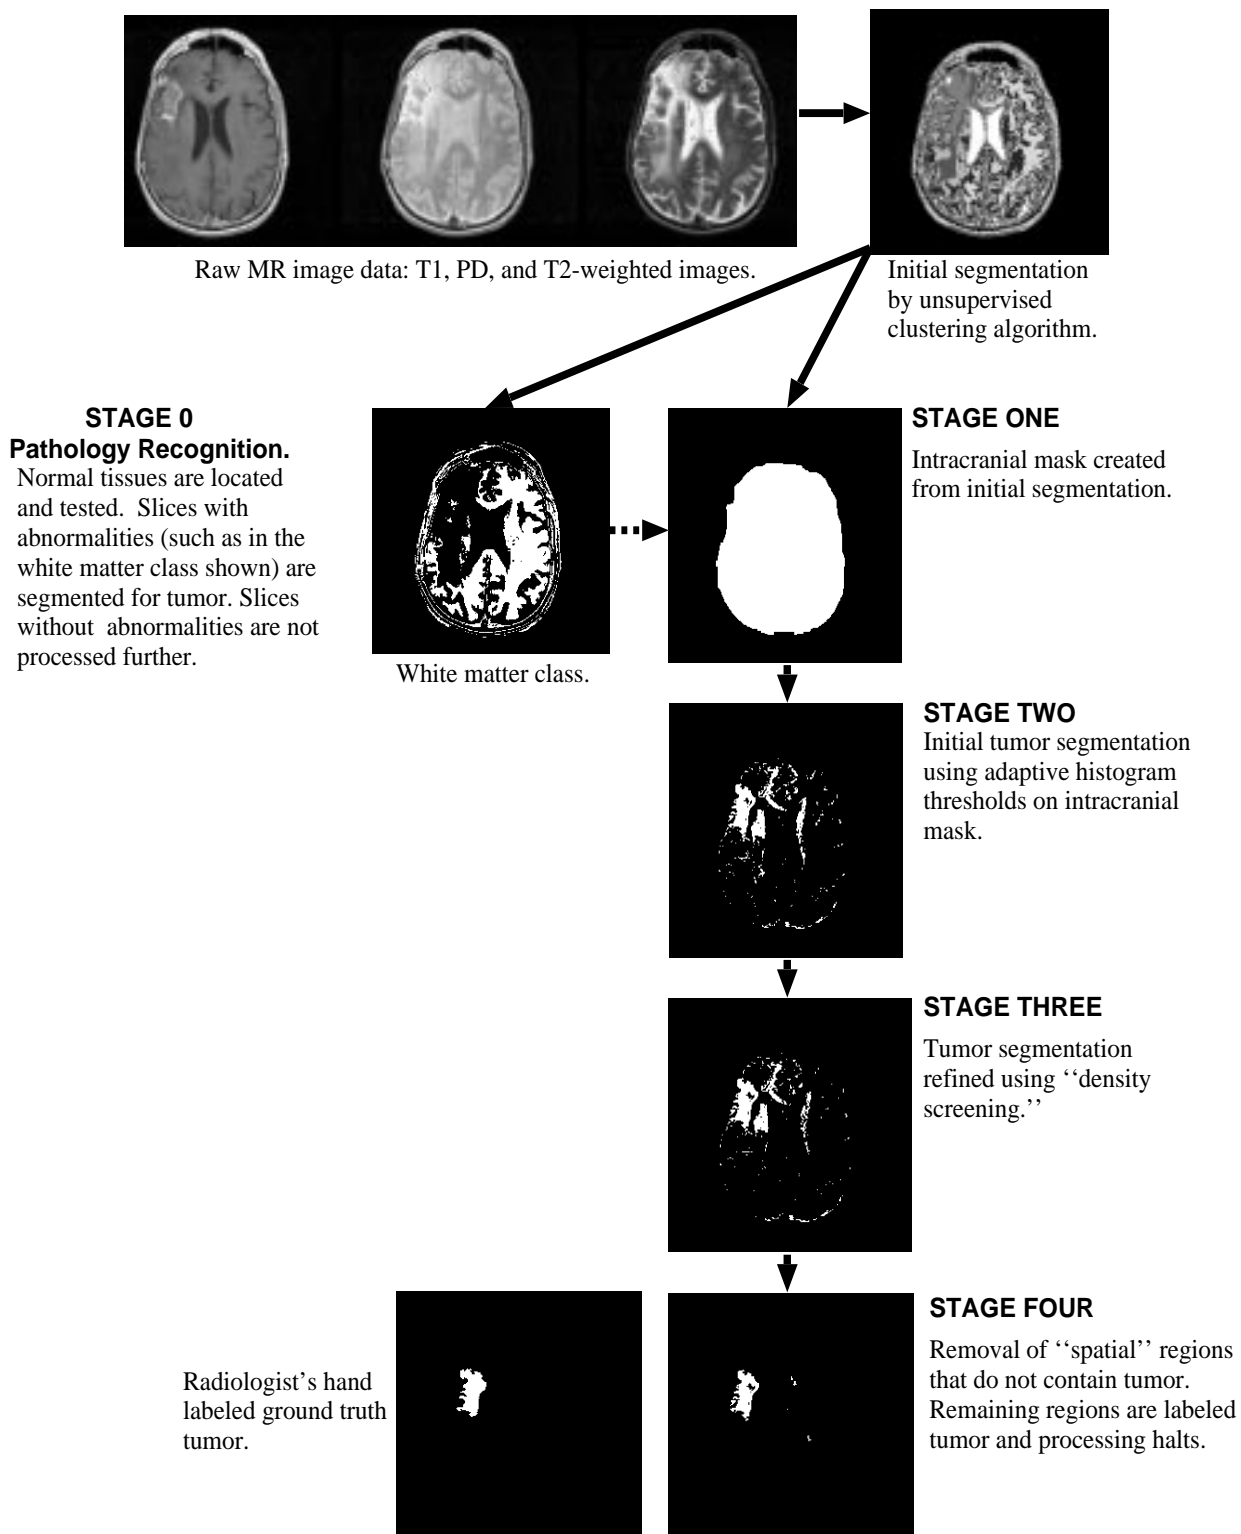 Raw MR image data: T1, PD, and T2-weighted images.
Initial segmentation
by unsupervised
clustering algorithm.
STAGE 0
Pathology Recognition.
Normal tissues are located
and tested.  Slices with
abnormalities (such as in the
white matter class shown) are
segmented for tumor. Slices
without  abnormalities are not
processed further.
White matter class.
STAGE ONE
Intracranial mask created
from initial segmentation.
STAGE TWO
Initial tumor segmentation
using adaptive histogram
thresholds on intracranial
mask.
STAGE THREE
Tumor segmentation
refined using ‘‘density
screening.’’
Radiologist’s hand
labeled ground truth
tumor.
STAGE FOUR
Removal of ‘‘spatial’’ regions
that do not contain tumor.
Remaining regions are labeled
tumor and processing halts.